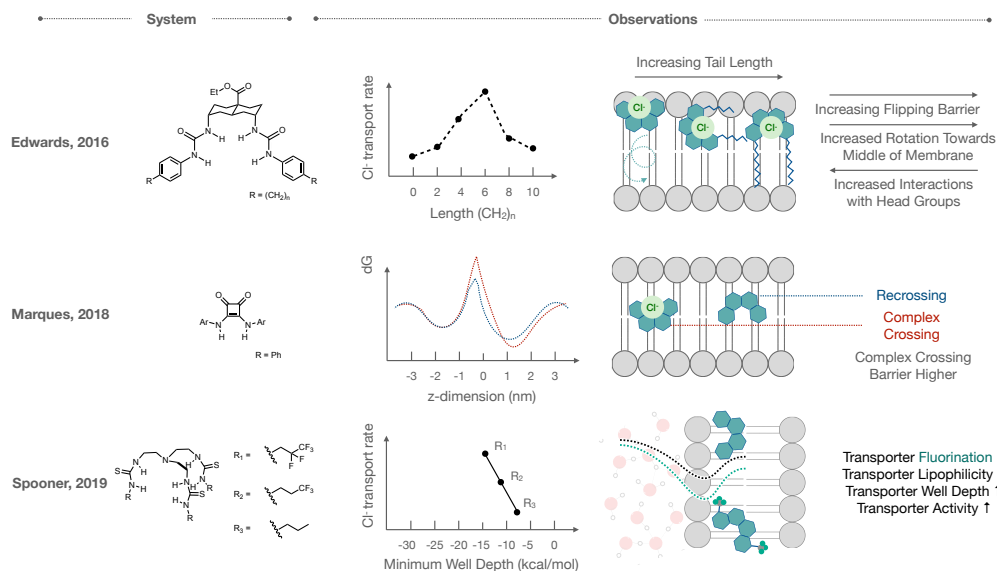 System
Observations
Edwards, 2016
OEt
O
O
O
N
H
N
H
N
H
N
H
R
R
R = (CH2)n
Cl- transport rate
0 2 4 6 8 10
Length (CH2)n
Increasing Tail Length
Cl-
Cl-
Cl-
Increasing Flipping Barrier
Increased Rotation Towards
Middle of Membrane
Increased Interactions
with Head Groups
Marques, 2018
O
O
Ar
N
H
N
H
Ar
R = Ph
dG
-3 -2 -1 0 1 2 3
z-dimension (nm)
Cl-
Recrossing
Complex
Crossing
Complex Crossing
Barrier Higher
Spooner, 2019
S
N
H
N
H
R
N
N
H
S
N
H
R
H
N
S
N
H
R
R1 =
CF3
F
F
R2 =
CF3
R3 =
Cl- transport rate
R1
R2
R3
-30 -25 -20 -15 -10 -5 0
Minimum Well Depth (kcal/mol)
Transporter Fluorination
Transporter Lipophilicity
Transporter Well Depth ↑
Transporter Activity ↑